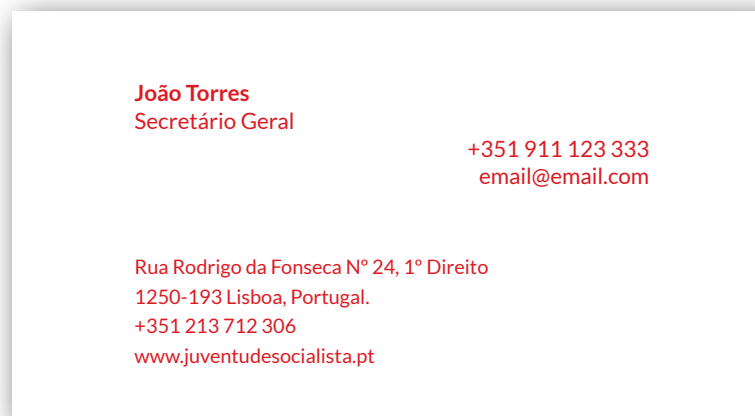 João Torres
Secretário Geral
+351 911 123 333
email@email.com
Rua Rodrigo da Fonseca Nº 24, 1º Direito
1250-193 Lisboa, Portugal.
+351 213 712 306
www.juventudesocialista.pt